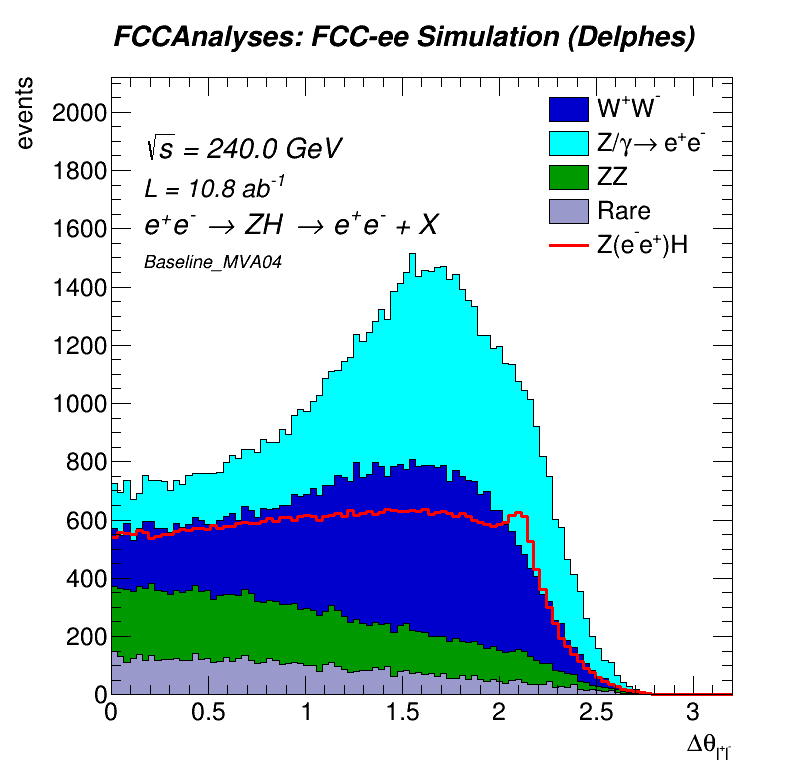 FCCAnalyses: FCC-ee Simulation (Delphes)
events
√s = 240.0 GeV
L = 10.8 ab⁻¹
e⁺e⁻ → ZH → e⁺e⁻ + X
Baseline_MVA04
W⁺W⁻
Z/γ→ e⁺e⁻
ZZ
Rare
Z(e⁻e⁺)H
2000
1800
1600
1400
1200
1000
800
600
400
200
0
0 0.5 1 1.5 2 2.5 3
Δθ_l⁺l⁻